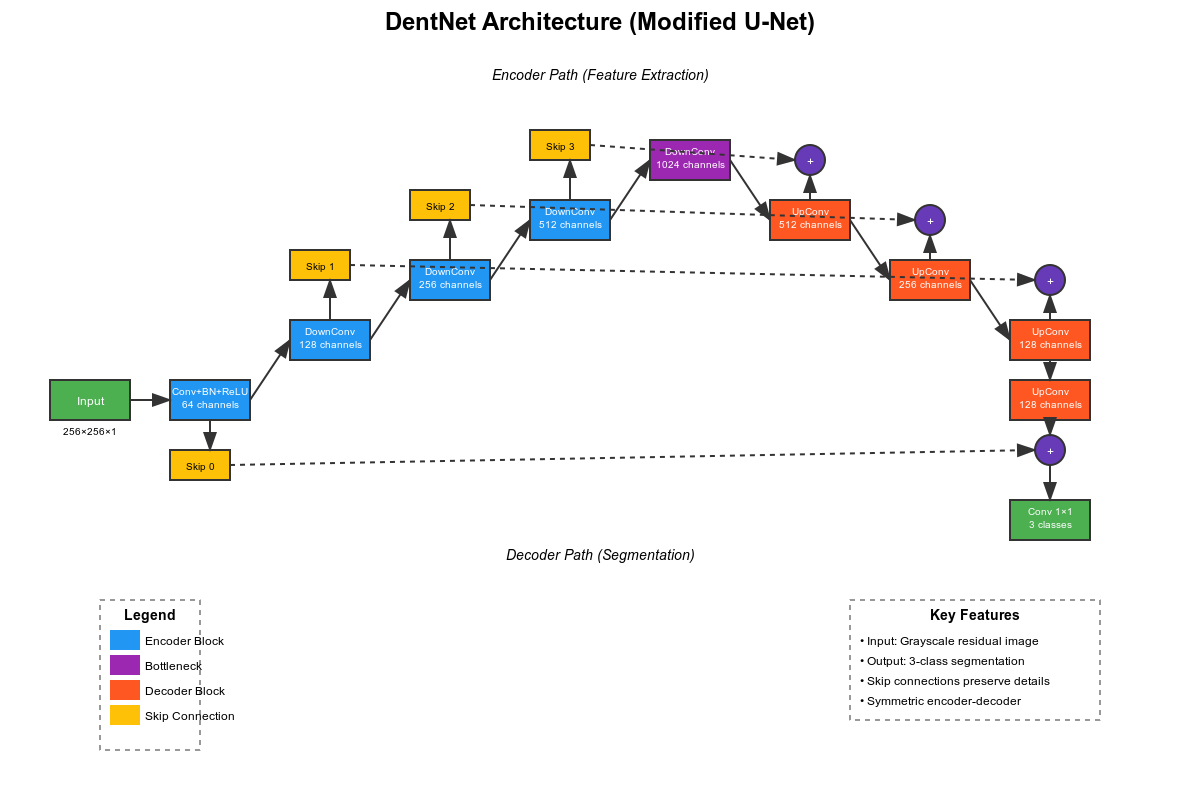 DentNet Architecture (Modified U-Net)
Encoder Path (Feature Extraction)
Skip 3
DownConv
1024 channels
+
Skip 2
DownConv
512 channels
UpConv
512 channels
+
Skip 1
DownConv
256 channels
UpConv
256 channels
+
DownConv
128 channels
UpConv
128 channels
Input
256×256×1
Conv+BN+ReLU
64 channels
UpConv
128 channels
Skip 0
+
Conv 1×1
3 classes
Decoder Path (Segmentation)
Legend
Encoder Block
Bottleneck
Decoder Block
Skip Connection
Key Features
• Input: Grayscale residual image
• Output: 3-class segmentation
• Skip connections preserve details
• Symmetric encoder-decoder